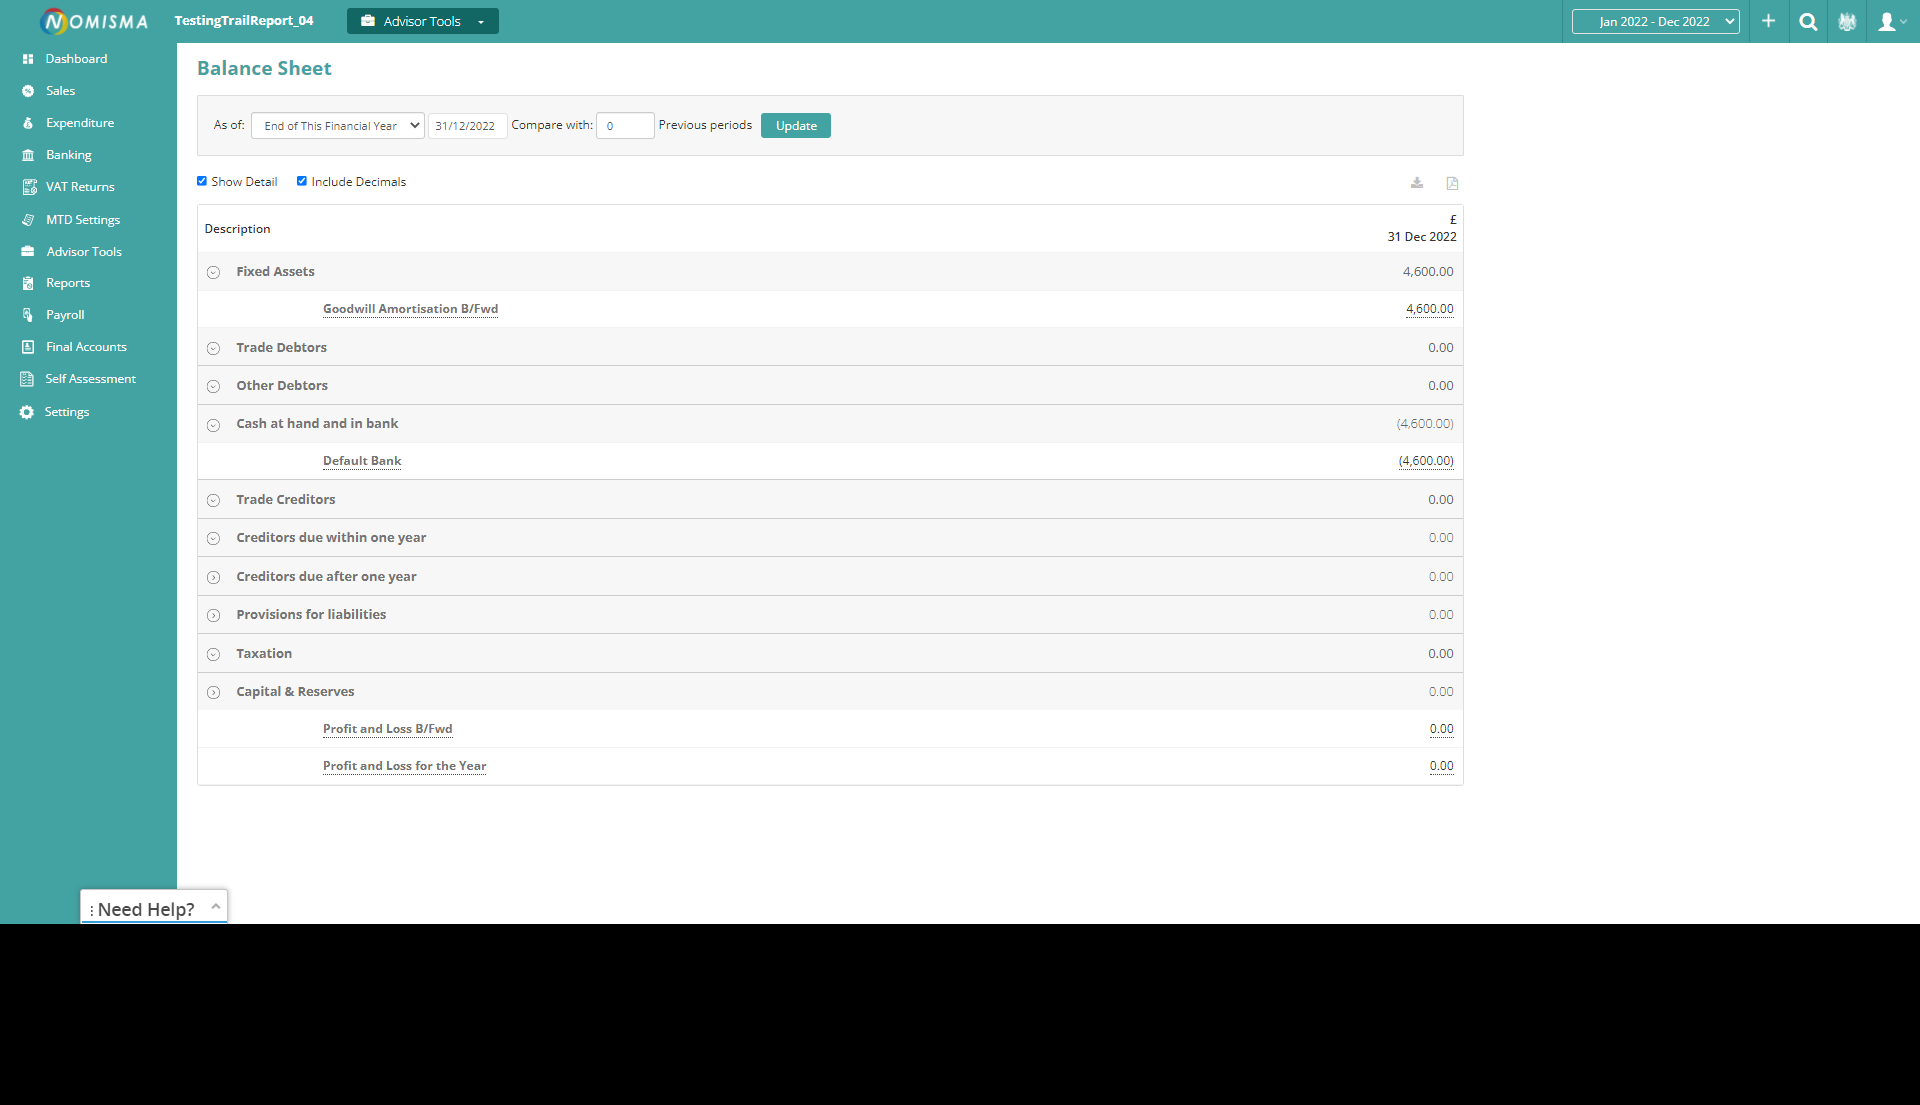 NOMISMA
TestingTrailReport_04
Advisor Tools
Jan 2022 - Dec 2022
Dashboard
Sales
Expenditure
Banking
VAT Returns
MTD Settings
Advisor Tools
Reports
Payroll
Final Accounts
Self Assessment
Settings
Balance Sheet
As of: End of This Financial Year 31/12/2022 Compare with: 0 Previous periods Update
Show Detail Include Decimals
Description £
31 Dec 2022
Fixed Assets 4,600.00
Goodwill Amortisation B/Fwd 4,600.00
Trade Debtors 0.00
Other Debtors 0.00
Cash at hand and in bank (4,600.00)
Default Bank (4,600.00)
Trade Creditors 0.00
Creditors due within one year 0.00
Creditors due after one year 0.00
Provisions for liabilities 0.00
Taxation 0.00
Capital & Reserves 0.00
Profit and Loss B/Fwd 0.00
Profit and Loss for the Year 0.00
Need Help?